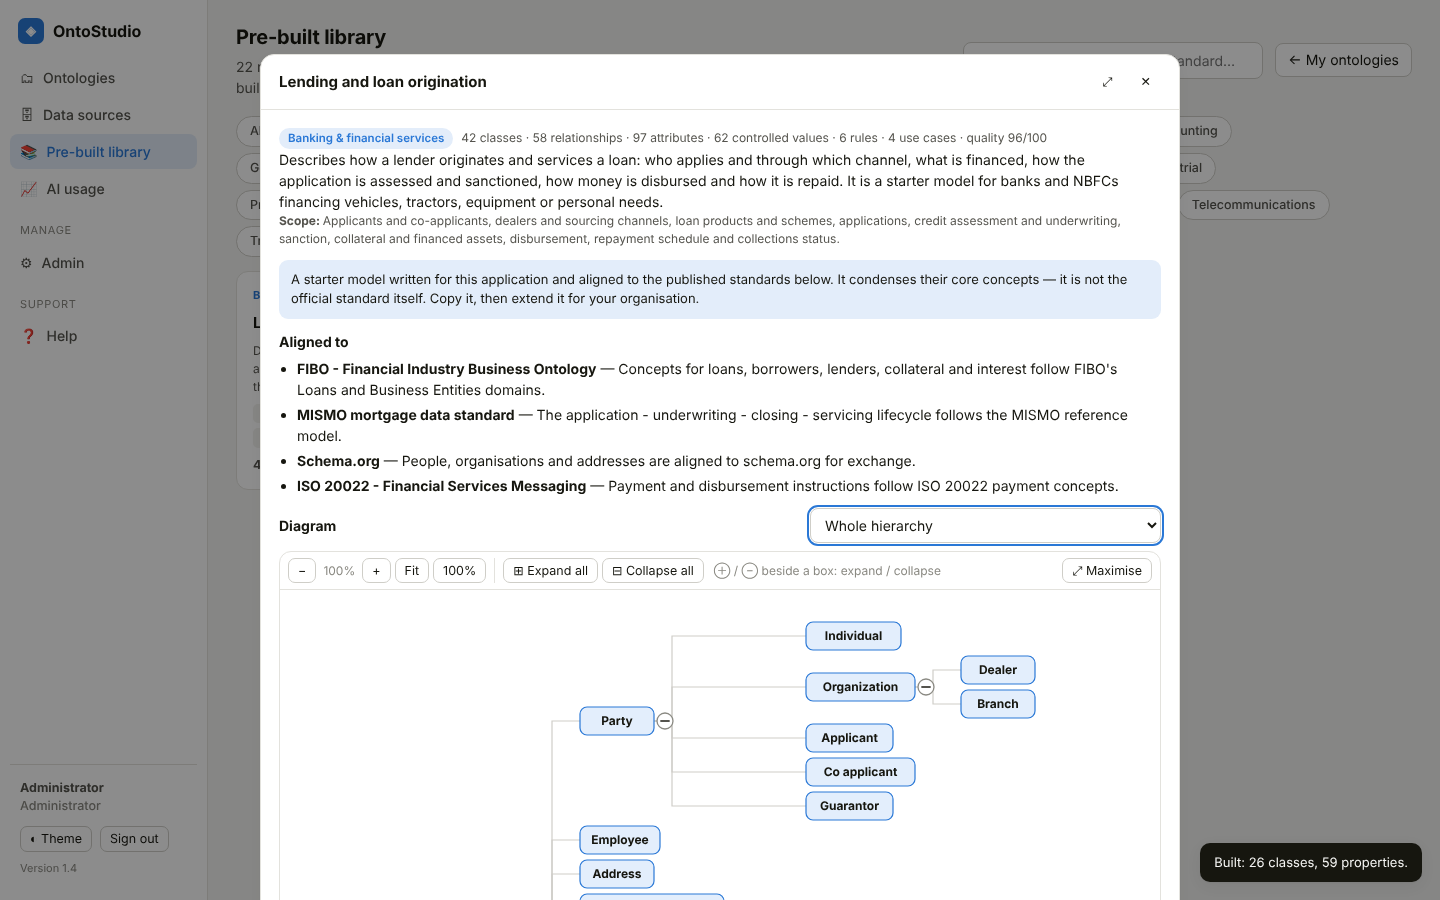 OntoStudio
Ontologies
Data sources
Pre-built library
AI usage
MANAGE
Admin
SUPPORT
Help
Administrator
Administrator
Theme
Sign out
Version 1.4
Pre-built library
22
← My ontologies
Telecommunications
Lending and loan origination
Banking & financial services
42 classes · 58 relationships · 97 attributes · 62 controlled values · 6 rules · 4 use cases · quality 96/100
Describes how a lender originates and services a loan: who applies and through which channel, what is financed, how the
application is assessed and sanctioned, how money is disbursed and how it is repaid. It is a starter model for banks and NBFCs
financing vehicles, tractors, equipment or personal needs.
Scope: Applicants and co-applicants, dealers and sourcing channels, loan products and schemes, applications, credit assessment and underwriting,
sanction, collateral and financed assets, disbursement, repayment schedule and collections status.
A starter model written for this application and aligned to the published standards below. It condenses their core concepts — it is not the
official standard itself. Copy it, then extend it for your organisation.
Aligned to
• FIBO - Financial Industry Business Ontology — Concepts for loans, borrowers, lenders, collateral and interest follow FIBO's
Loans and Business Entities domains.
• MISMO mortgage data standard — The application - underwriting - closing - servicing lifecycle follows the MISMO reference
model.
• Schema.org — People, organisations and addresses are aligned to schema.org for exchange.
• ISO 20022 - Financial Services Messaging — Payment and disbursement instructions follow ISO 20022 payment concepts.
Diagram
Whole hierarchy
− 100% + Fit 100% ⊞ Expand all ⊟ Collapse all ⊕ / ⊖ beside a box: expand / collapse ⤢ Maximise
Individual
Organization
Dealer
Branch
Party
Applicant
Co applicant
Guarantor
Employee
Address
Built: 26 classes, 59 properties.